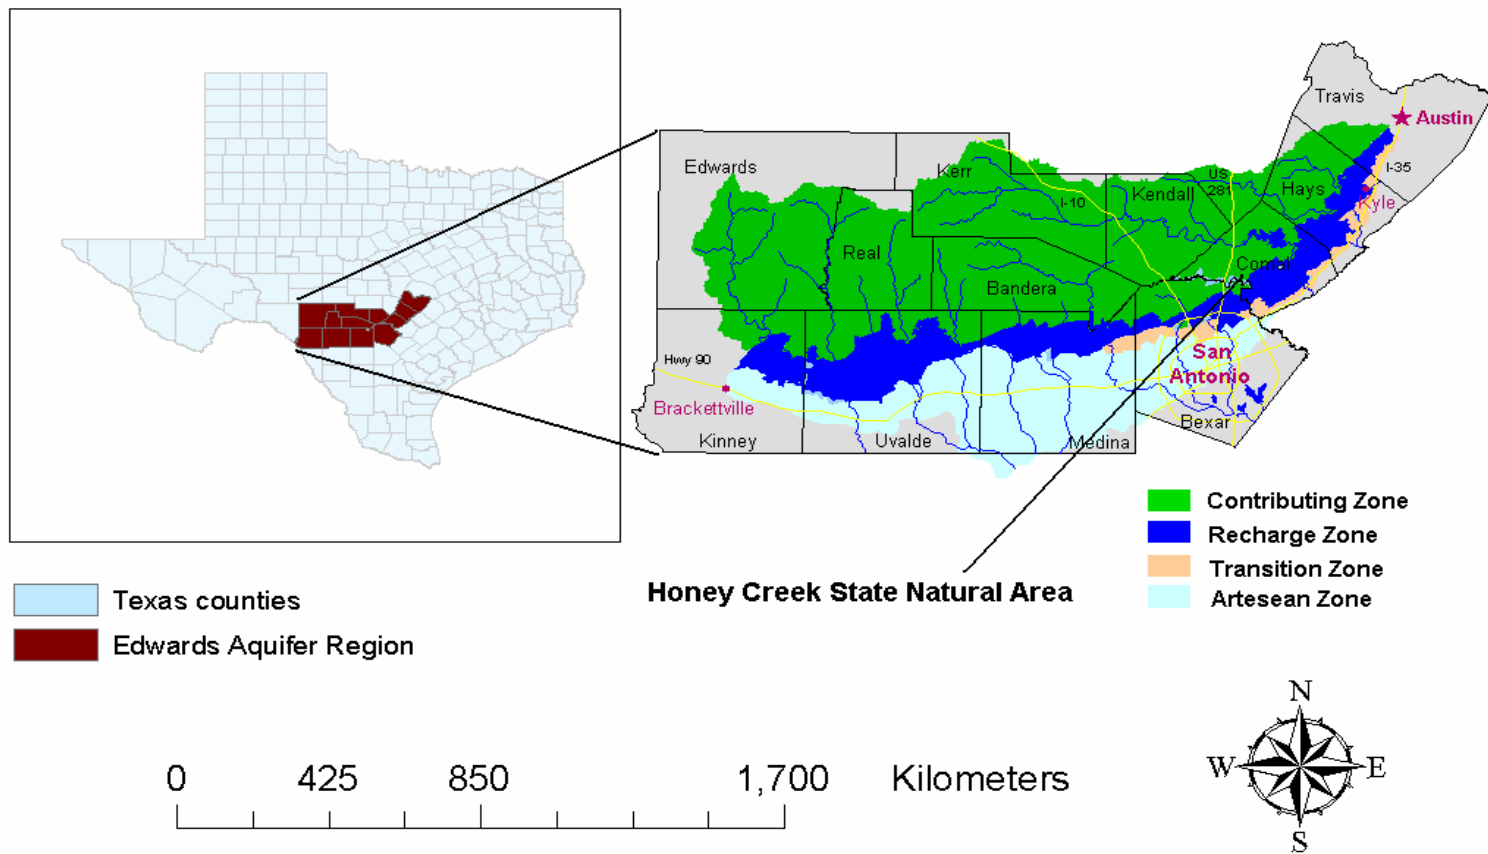 Travis
Austin
Edwards
Kerr
US
281
I-35
Kendall
Hays
I-10
Kyle
Real
Comal
Bandera
Hwy 90
San
Antonio
Brackettville
Bexar
Kinney
Uvalde
Medina
Contributing Zone
Recharge Zone
Transition Zone
Artesean Zone
Honey Creek State Natural Area
Texas counties
Edwards Aquifer Region
0 425 850 1,700 Kilometers
N
W E
S